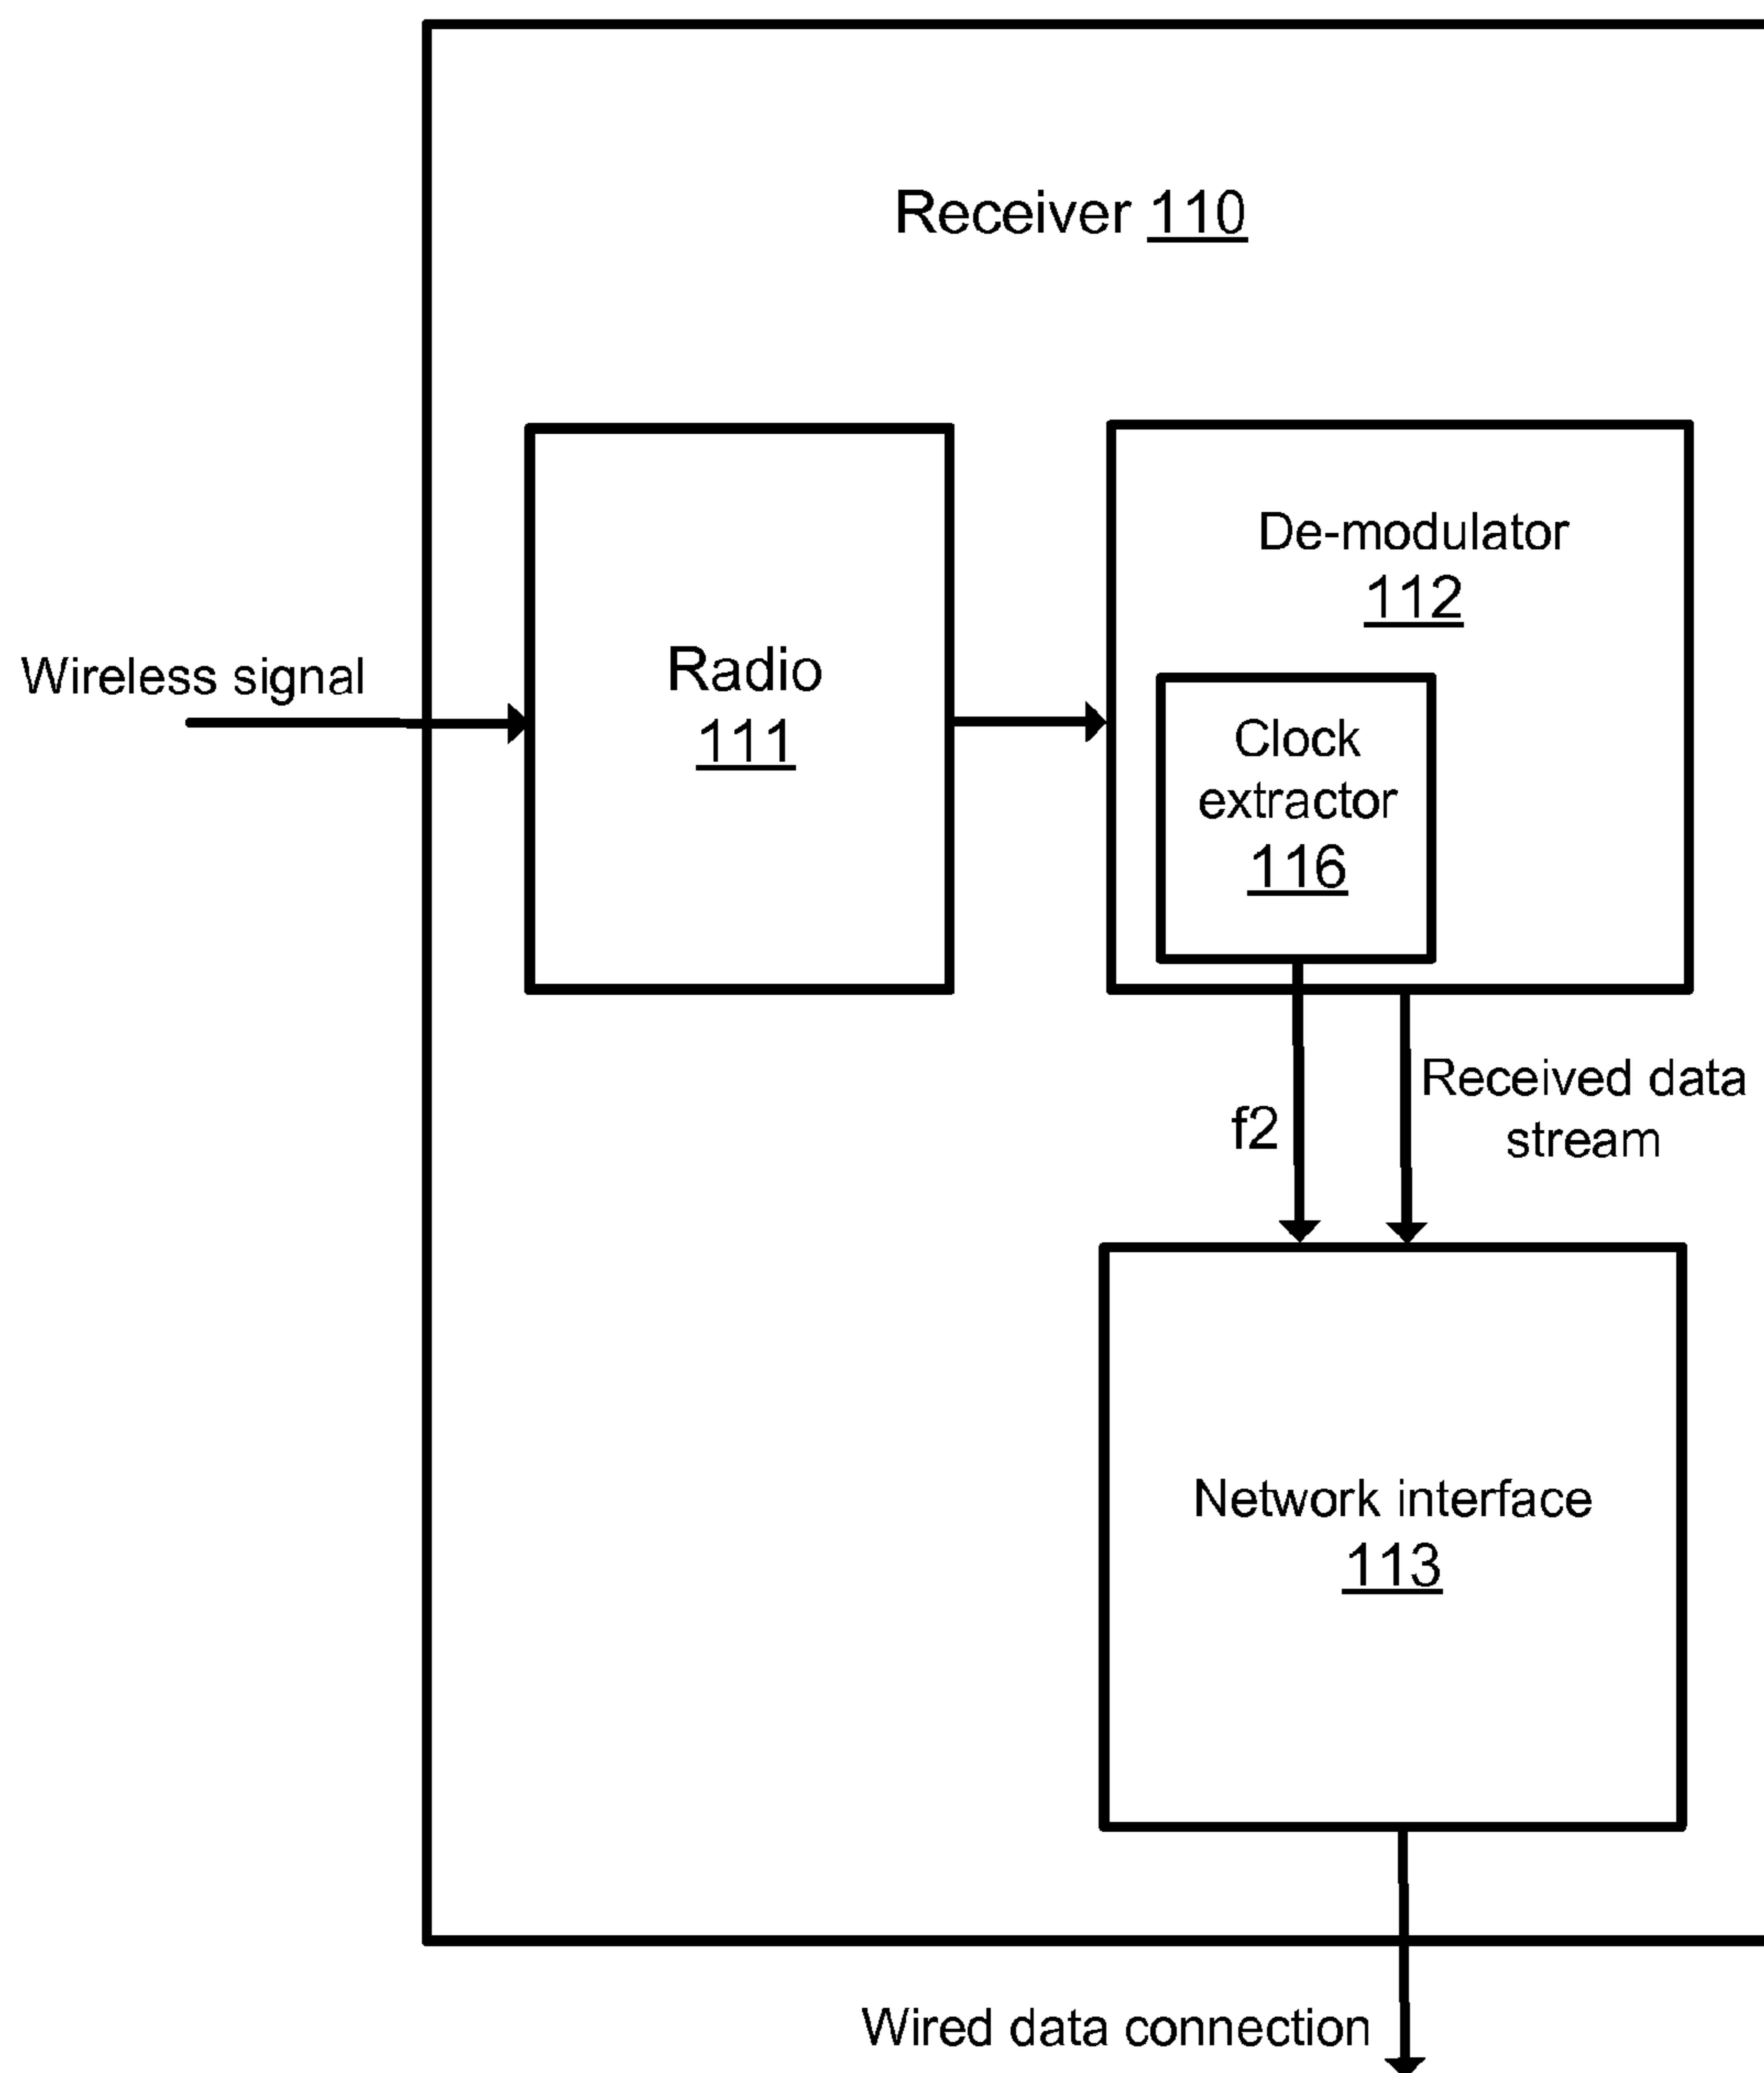 Receiver 110
De-modulator
112
Wireless signal
Radio
111
Clock
extractor
116
f2
Received data
stream
Network interface
113
Wired data connection